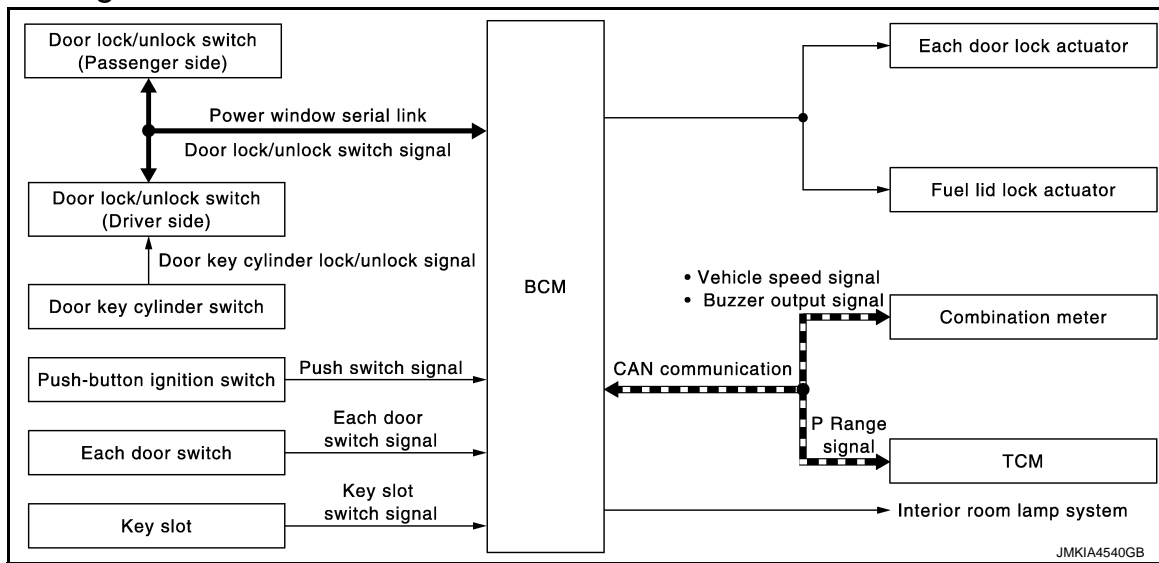 Door lock/unlock switch
(Passenger side)
Power window serial link
Door lock/unlock switch signal
Door lock/unlock switch
(Driver side)
Door key cylinder lock/unlock signal
Door key cylinder switch
Push-button ignition switch
Push switch signal
Each door switch
Each door
switch signal
Key slot
Key slot
switch signal
BCM
Each door lock actuator
Fuel lid lock actuator
• Vehicle speed signal
• Buzzer output signal
Combination meter
CAN communication
P Range
signal
TCM
Interior room lamp system
JMKIA4540GB